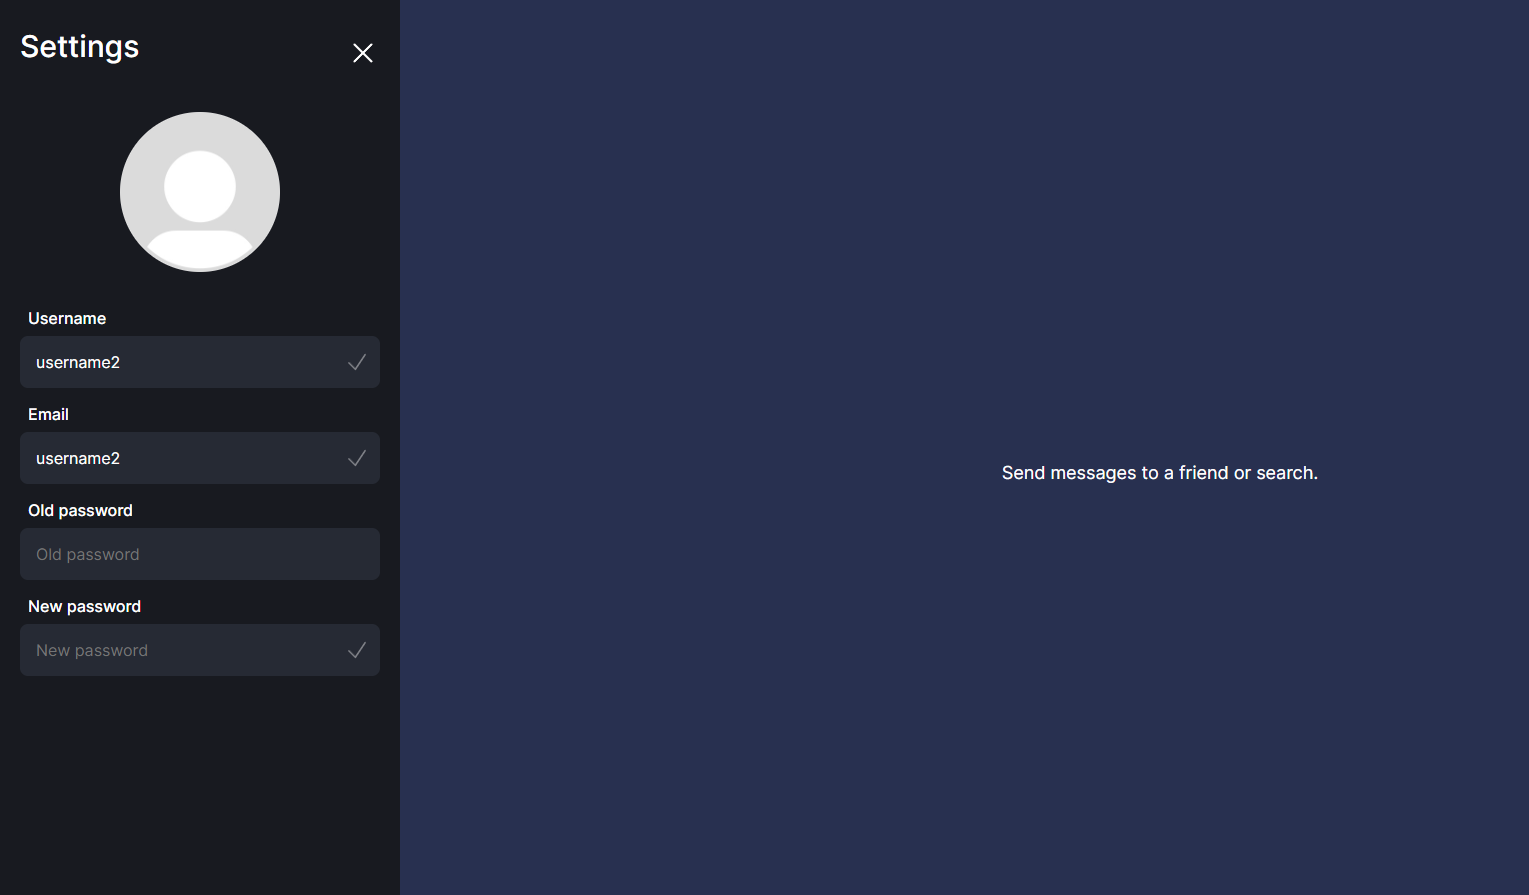 Settings
Username
username2
Email
username2
Old password
Old password
New password
New password
Send messages to a friend or search.